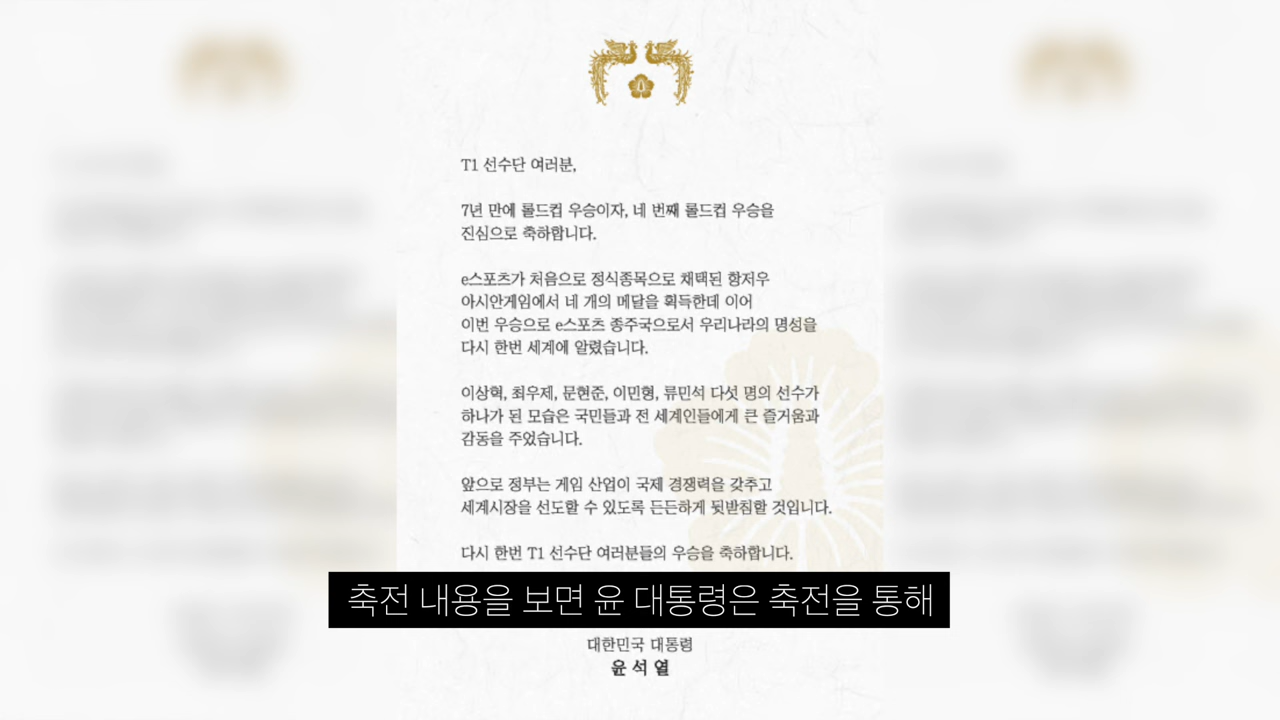 T1 선수단 여러분,
7년 만에 롤드컵 우승이자, 네 번째 롤드컵 우승을
진심으로 축하합니다.
e스포츠가 처음으로 정식종목으로 채택된 항저우
아시안게임에서 네 개의 메달을 획득한데 이어
이번 우승으로 e스포츠 종주국으로서 우리나라의 명성을
다시 한번 세계에 알렸습니다.
이상혁, 최우제, 문현준, 이민형, 류민석 다섯 명의 선수가
하나가 된 모습은 국민들과 전 세계인들에게 큰 즐거움과
감동을 주었습니다.
앞으로 정부는 게임 산업이 국제 경쟁력을 갖추고
세계시장을 선도할 수 있도록 든든하게 뒷받침할 것입니다.
다시 한번 T1 선수단 여러분들의 우승을 축하합니다.
축전 내용을 보면 윤 대통령은 축전을 통해
대한민국 대통령
윤석열